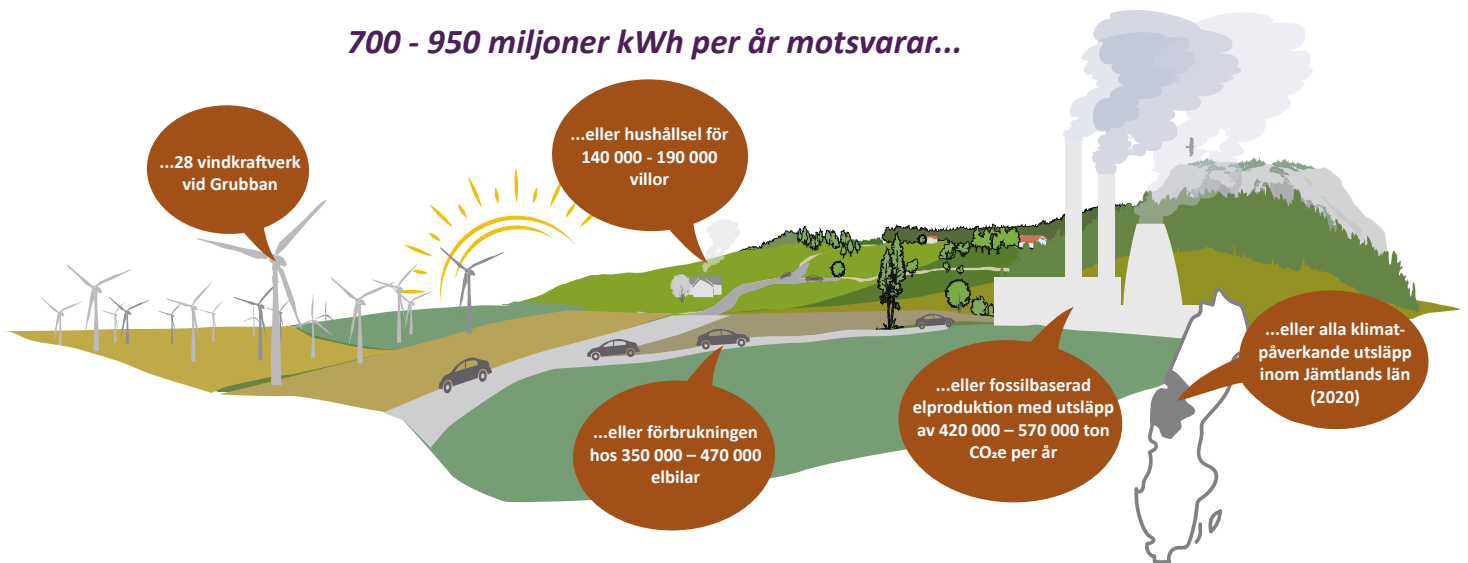 700 - 950 miljoner kWh per år motsvarar...
...28 vindkraftverk
vid Grubban
...eller hushållsel för
140 000 - 190 000
villor
...eller förbrukningen
hos 350 000 – 470 000
elbilar
...eller fossilbaserad
elproduktion med utsläpp
av 420 000 – 570 000 ton
CO₂e per år
...eller alla klimat-
påverkande utsläpp
inom Jämtlands län
(2020)